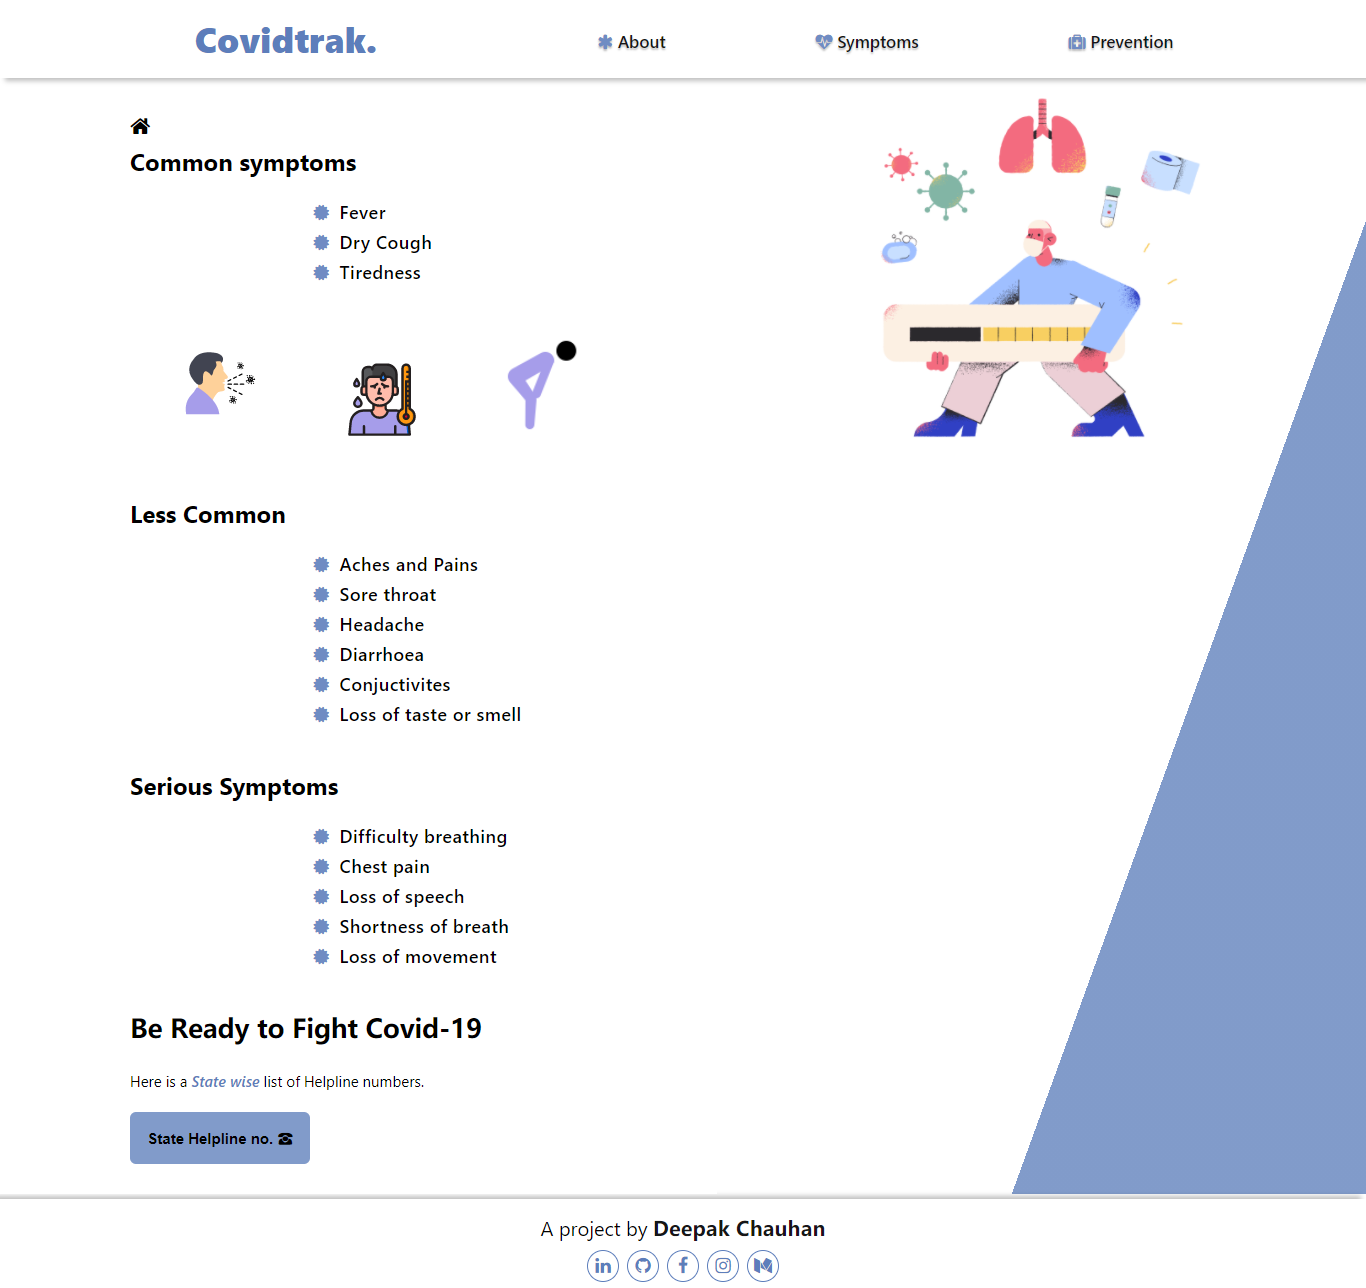 Covidtrak.
About
Symptoms
Prevention
Common symptoms
Fever
Dry Cough
Tiredness
Less Common
Aches and Pains
Sore throat
Headache
Diarrhoea
Conjuctivites
Loss of taste or smell
Serious Symptoms
Difficulty breathing
Chest pain
Loss of speech
Shortness of breath
Loss of movement
Be Ready to Fight Covid-19
Here is a State wise list of Helpline numbers.
State Helpline no.
A project by Deepak Chauhan